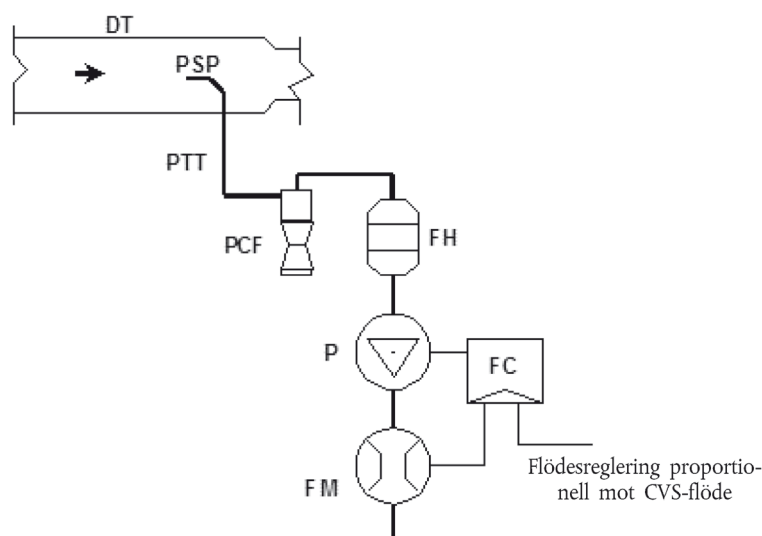 DT
PSP
PTT
PCF
FH
P
FC
FM
Flödesreglering proportio-
nell mot CVS-flöde